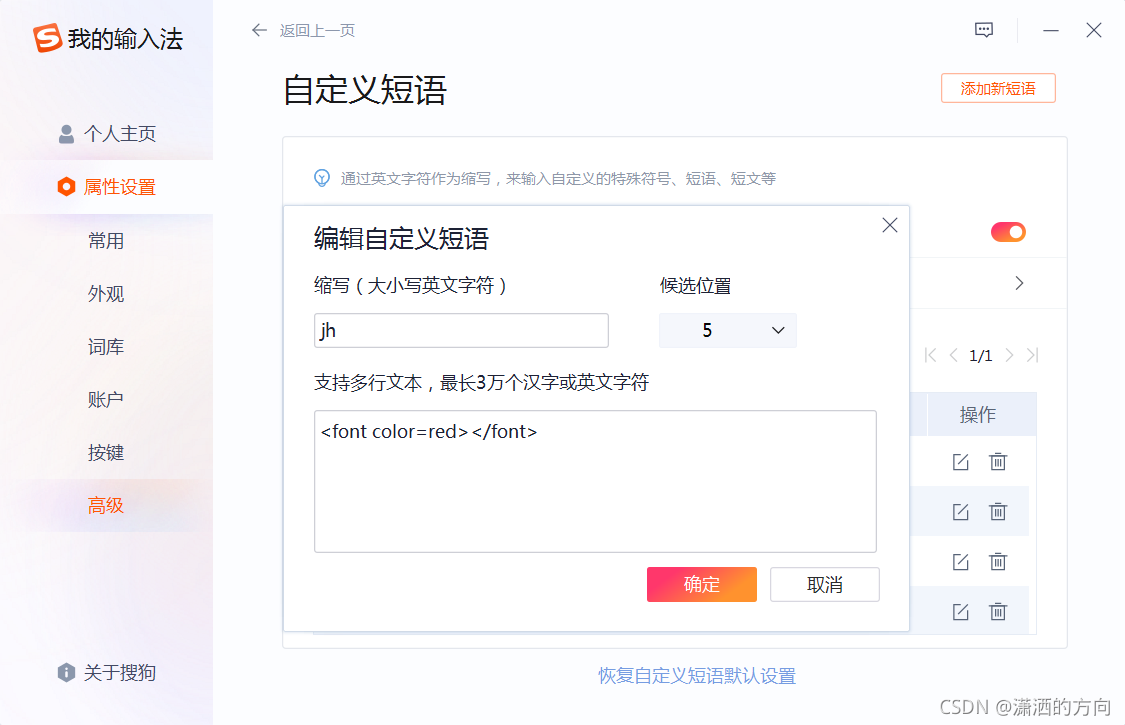 我的输入法
返回上一页
自定义短语
添加新短语
个人主页
属性设置
常用
外观
词库
账户
按键
高级
关于搜狗
通过英文字符作为缩写，来输入自定义的特殊符号、短语、短文等
编辑自定义短语
缩写（大小写英文字符）
候选位置
jh
5
支持多行文本，最长3万个汉字或英文字符
<font color=red></font>
确定
取消
1/1
操作
恢复自定义短语默认设置
CSDN @潇洒的方向